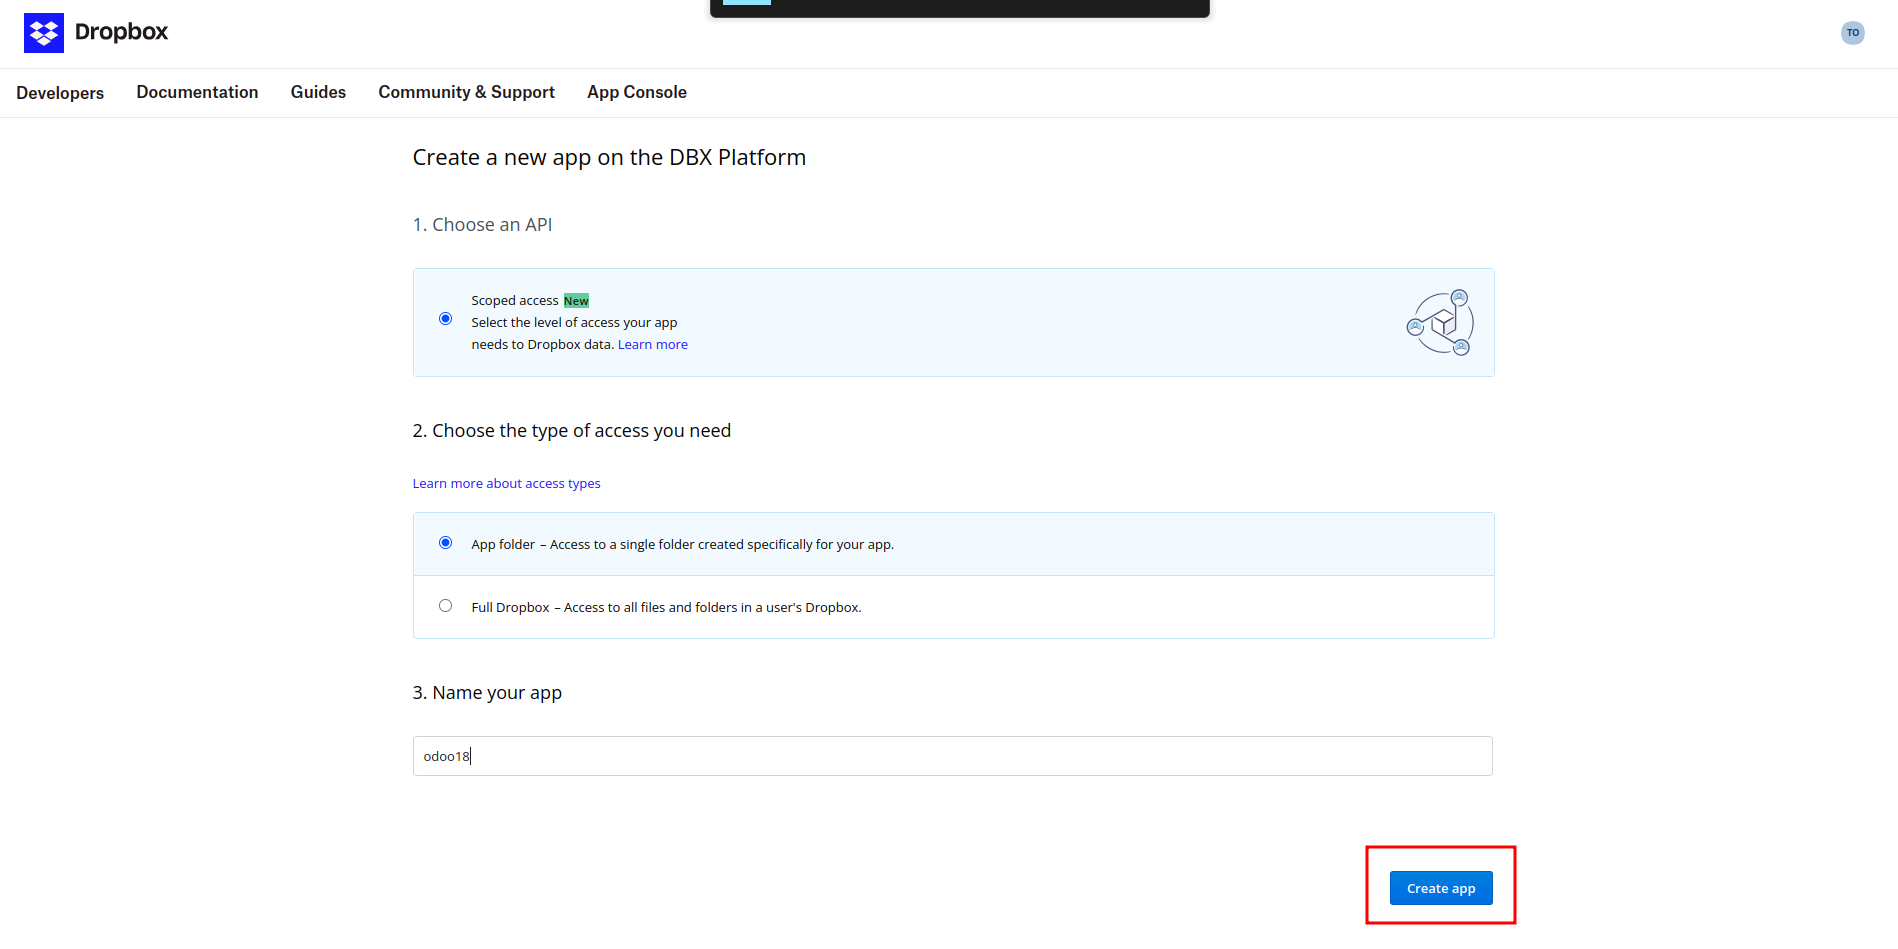 Dropbox
TO
Developers Documentation Guides Community & Support App Console
Create a new app on the DBX Platform
1. Choose an API
Scoped access New
Select the level of access your app
needs to Dropbox data. Learn more
2. Choose the type of access you need
Learn more about access types
App folder – Access to a single folder created specifically for your app.
Full Dropbox – Access to all files and folders in a user's Dropbox.
3. Name your app
odoo18
Create app